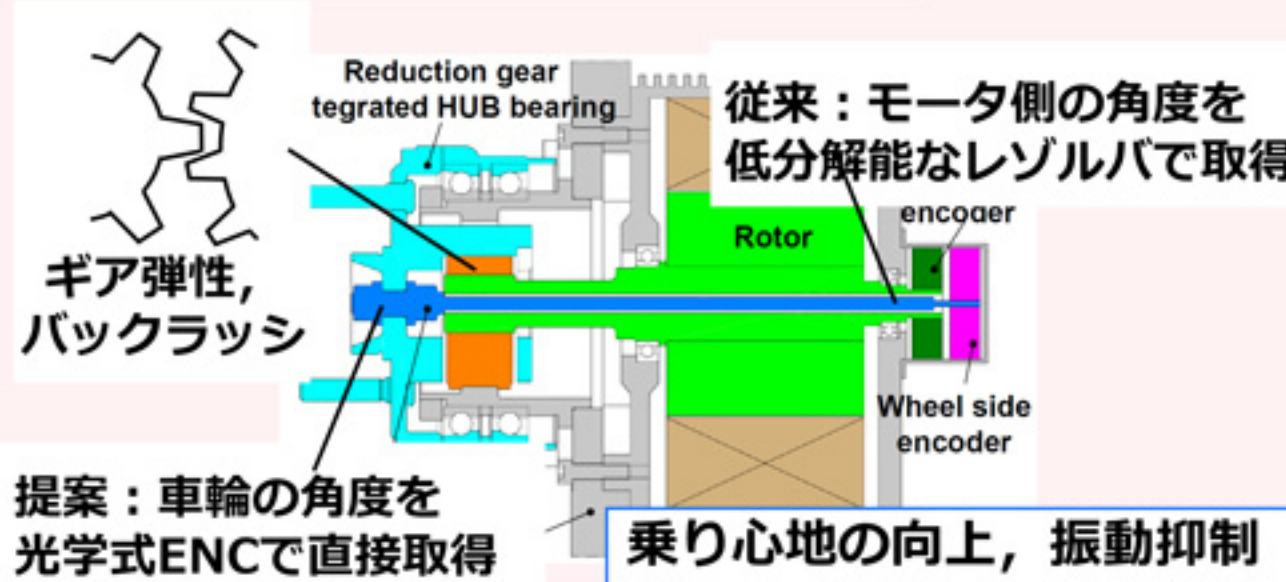 Reduction gear
tegrated HUB bearing
従来：モータ側の角度を
低分解能なレゾルバで取得
encoder
Rotor
ギア弾性，
バックラッシ
Wheel side
encoder
提案：車輪の角度を
光学式ENCで直接取得
乗り心地の向上，振動抑制